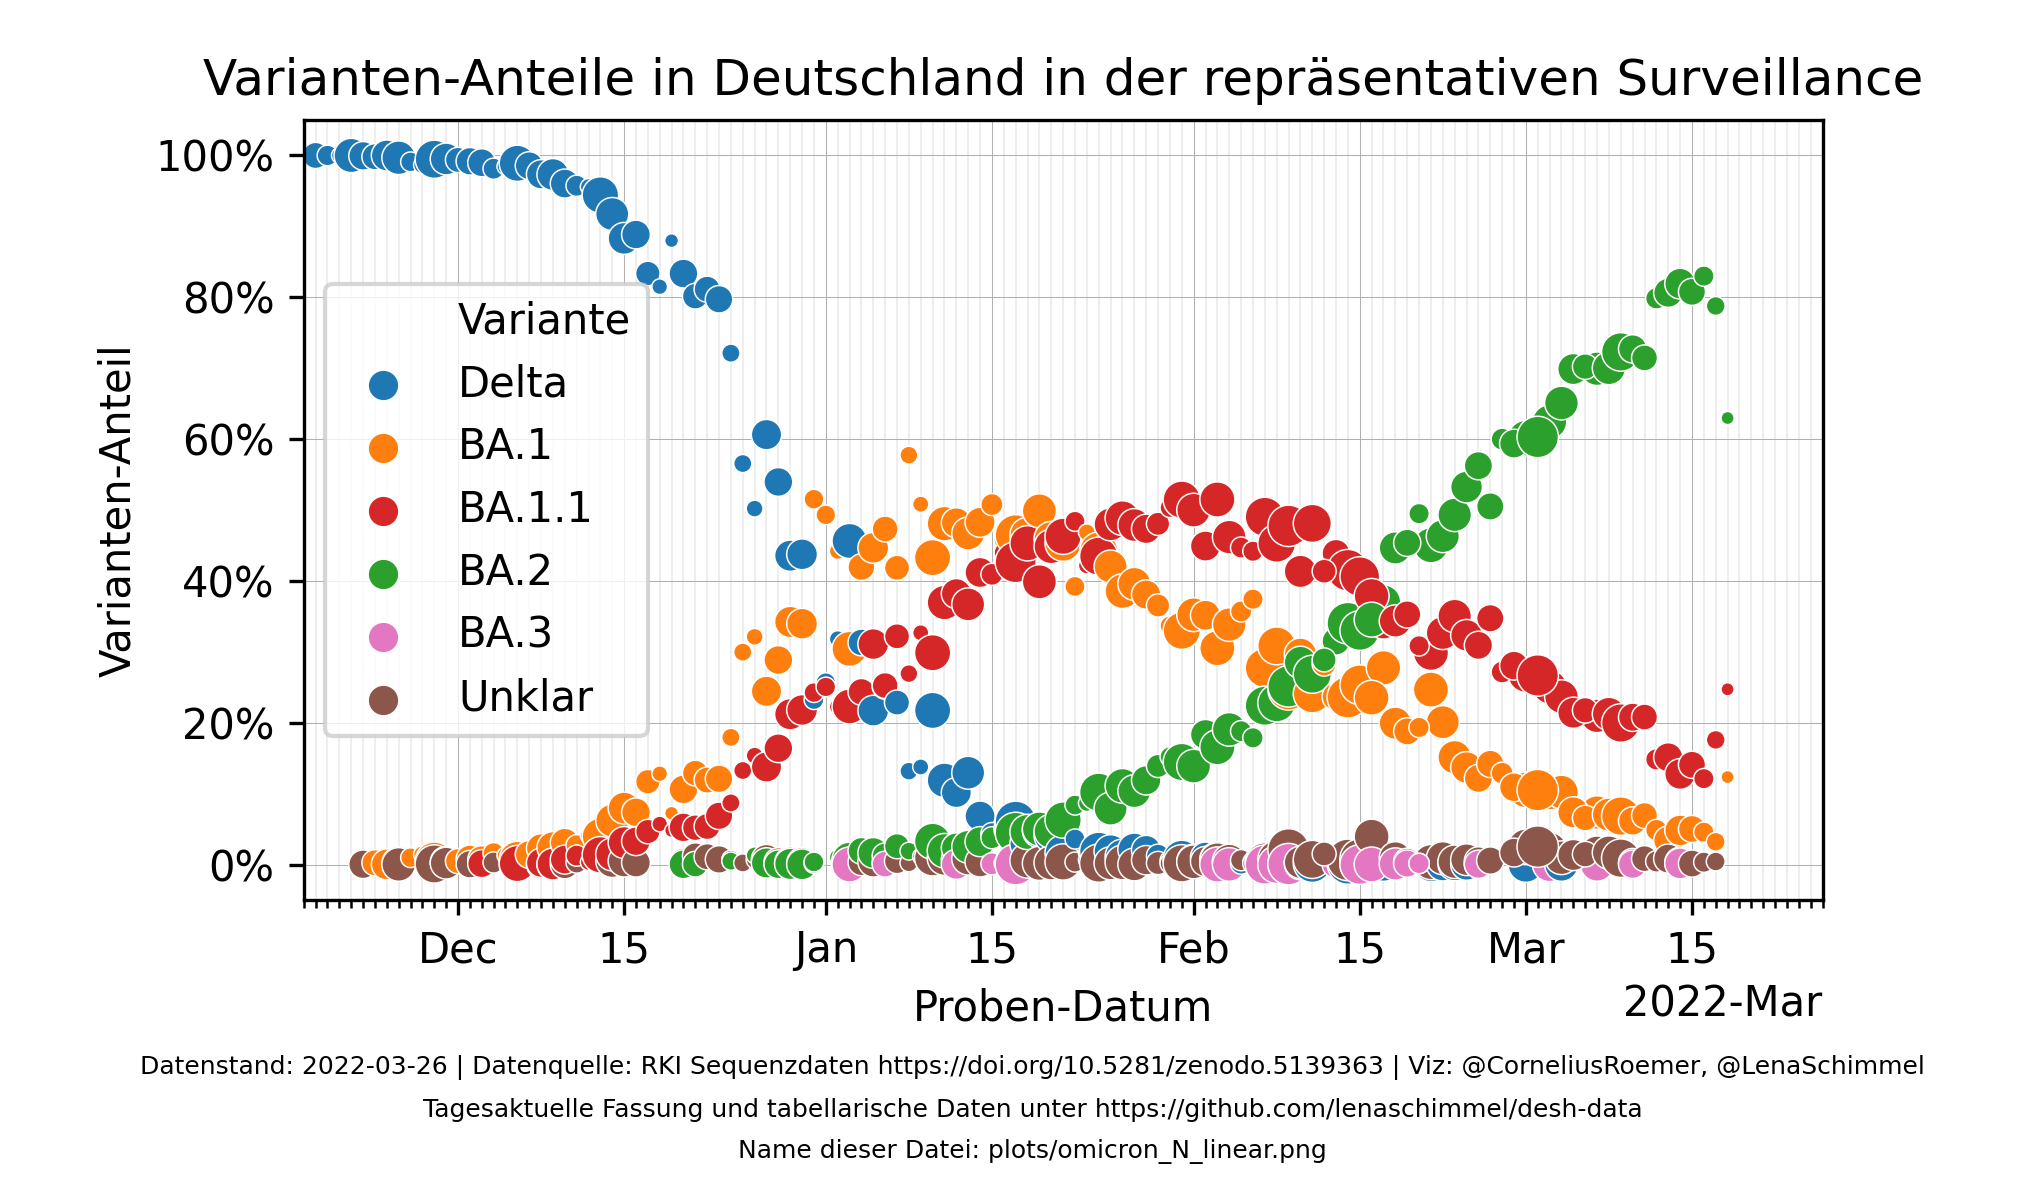 Varianten-Anteile in Deutschland in der repräsentativen Surveillance
Varianten-Anteil
100%
80%
60%
40%
20%
0%
Variante
Delta
BA.1
BA.1.1
BA.2
BA.3
Unklar
Dec 15 Jan 15 Feb 15 Mar 15
2022-Mar
Proben-Datum
Datenstand: 2022-03-26 | Datenquelle: RKI Sequenzdaten https://doi.org/10.5281/zenodo.5139363 | Viz: @CorneliusRoemer, @LenaSchimmel
Tagesaktuelle Fassung und tabellarische Daten unter https://github.com/lenaschimmel/desh-data
Name dieser Datei: plots/omicron_N_linear.png